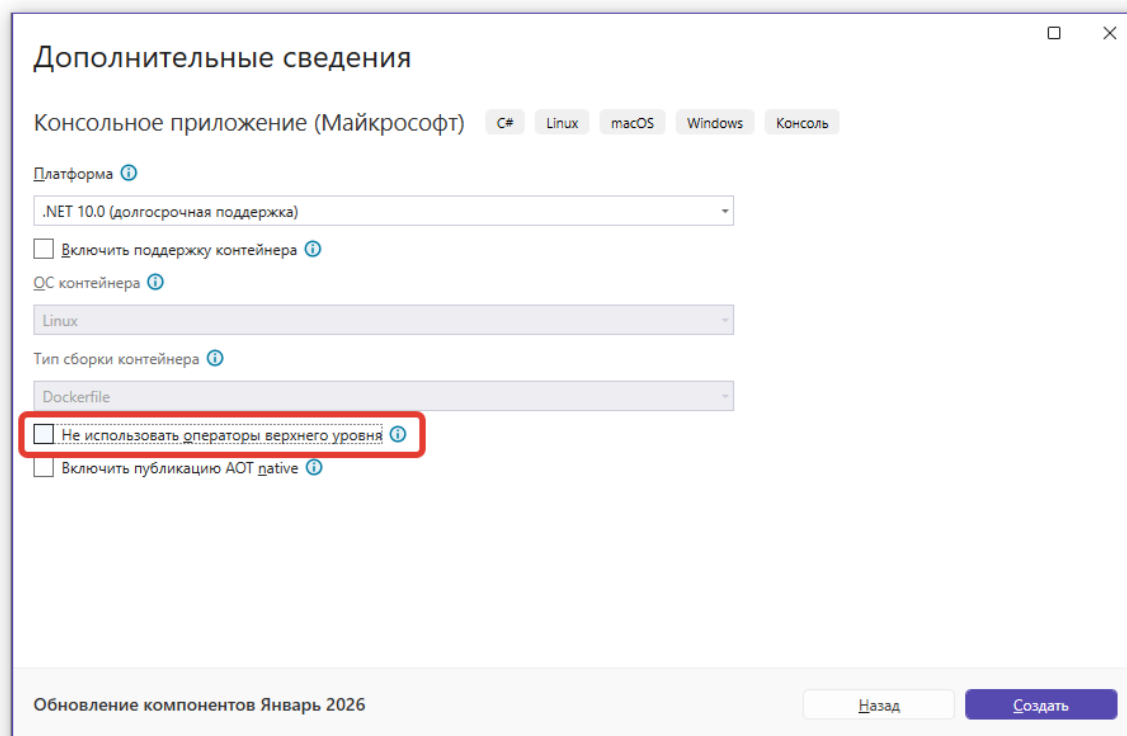 Дополнительные сведения
Консольное приложение (Майкрософт) C# Linux macOS Windows Консоль
Платформа
.NET 10.0 (долгосрочная поддержка)
Включить поддержку контейнера
ОС контейнера
Linux
Тип сборки контейнера
Dockerfile
Не использовать операторы верхнего уровня
Включить публикацию AOT native
Обновление компонентов Январь 2026 Назад Создать